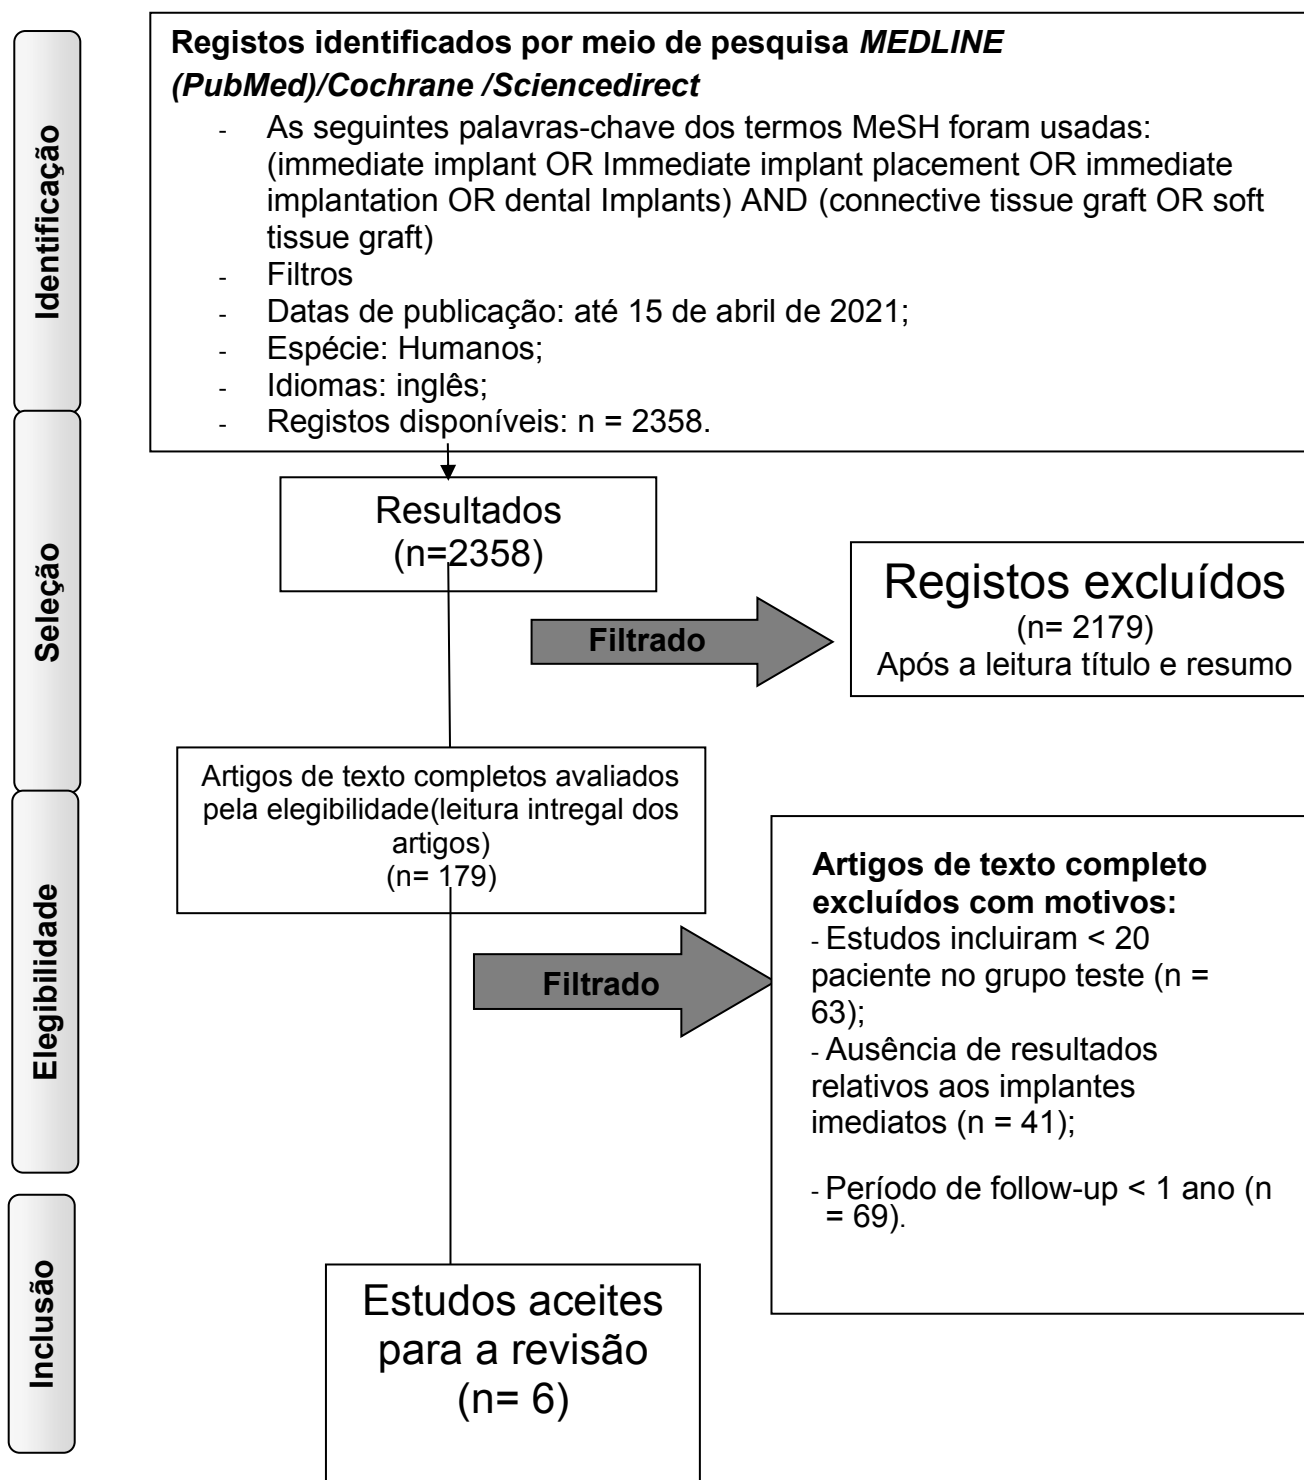 Identificação
Registos identificados por meio de pesquisa MEDLINE
(PubMed)/Cochrane /Sciencedirect
- As seguintes palavras-chave dos termos MeSH foram usadas:
(immediate implant OR Immediate implant placement OR immediate
implantation OR dental Implants) AND (connective tissue graft OR soft
tissue graft)
- Filtros
- Datas de publicação: até 15 de abril de 2021;
- Espécie: Humanos;
- Idiomas: inglês;
- Registos disponíveis: n = 2358.
Seleção
Resultados
(n=2358)
Filtrado
Registos excluídos
(n= 2179)
Após a leitura título e resumo
Elegibilidade
Artigos de texto completos avaliados
pela elegibilidade(leitura intregal dos
artigos)
(n= 179)
Filtrado
Artigos de texto completo
excluídos com motivos:
- Estudos incluiram < 20
paciente no grupo teste (n =
63);
- Ausência de resultados
relativos aos implantes
imediatos (n = 41);
- Período de follow-up < 1 ano (n
= 69).
Inclusão
Estudos aceites
para a revisão
(n= 6)